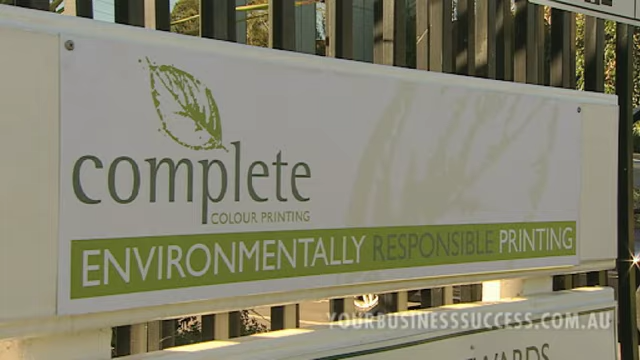 complete
COLOUR PRINTING
ENVIRONMENTALLY RESPONSIBLE PRINTING
YOURBUSINESSSUCCESS.COM.AU